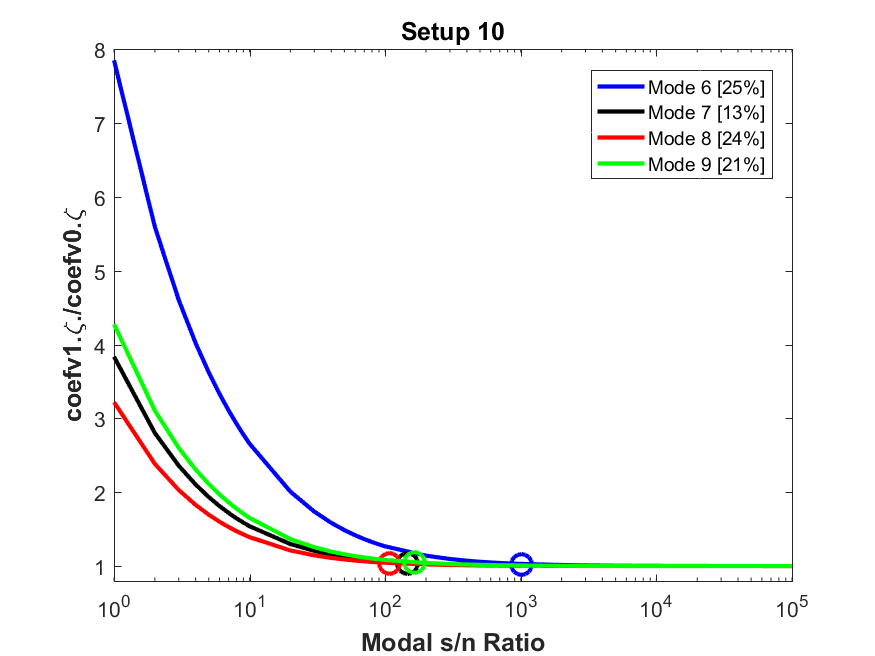 Setup 10
coefv1.ζ./coefv0.ζ
8
7
6
5
4
3
2
1
Mode 6 [25%]
Mode 7 [13%]
Mode 8 [24%]
Mode 9 [21%]
10⁰ 10¹ 10² 10³ 10⁴ 10⁵
Modal s/n Ratio